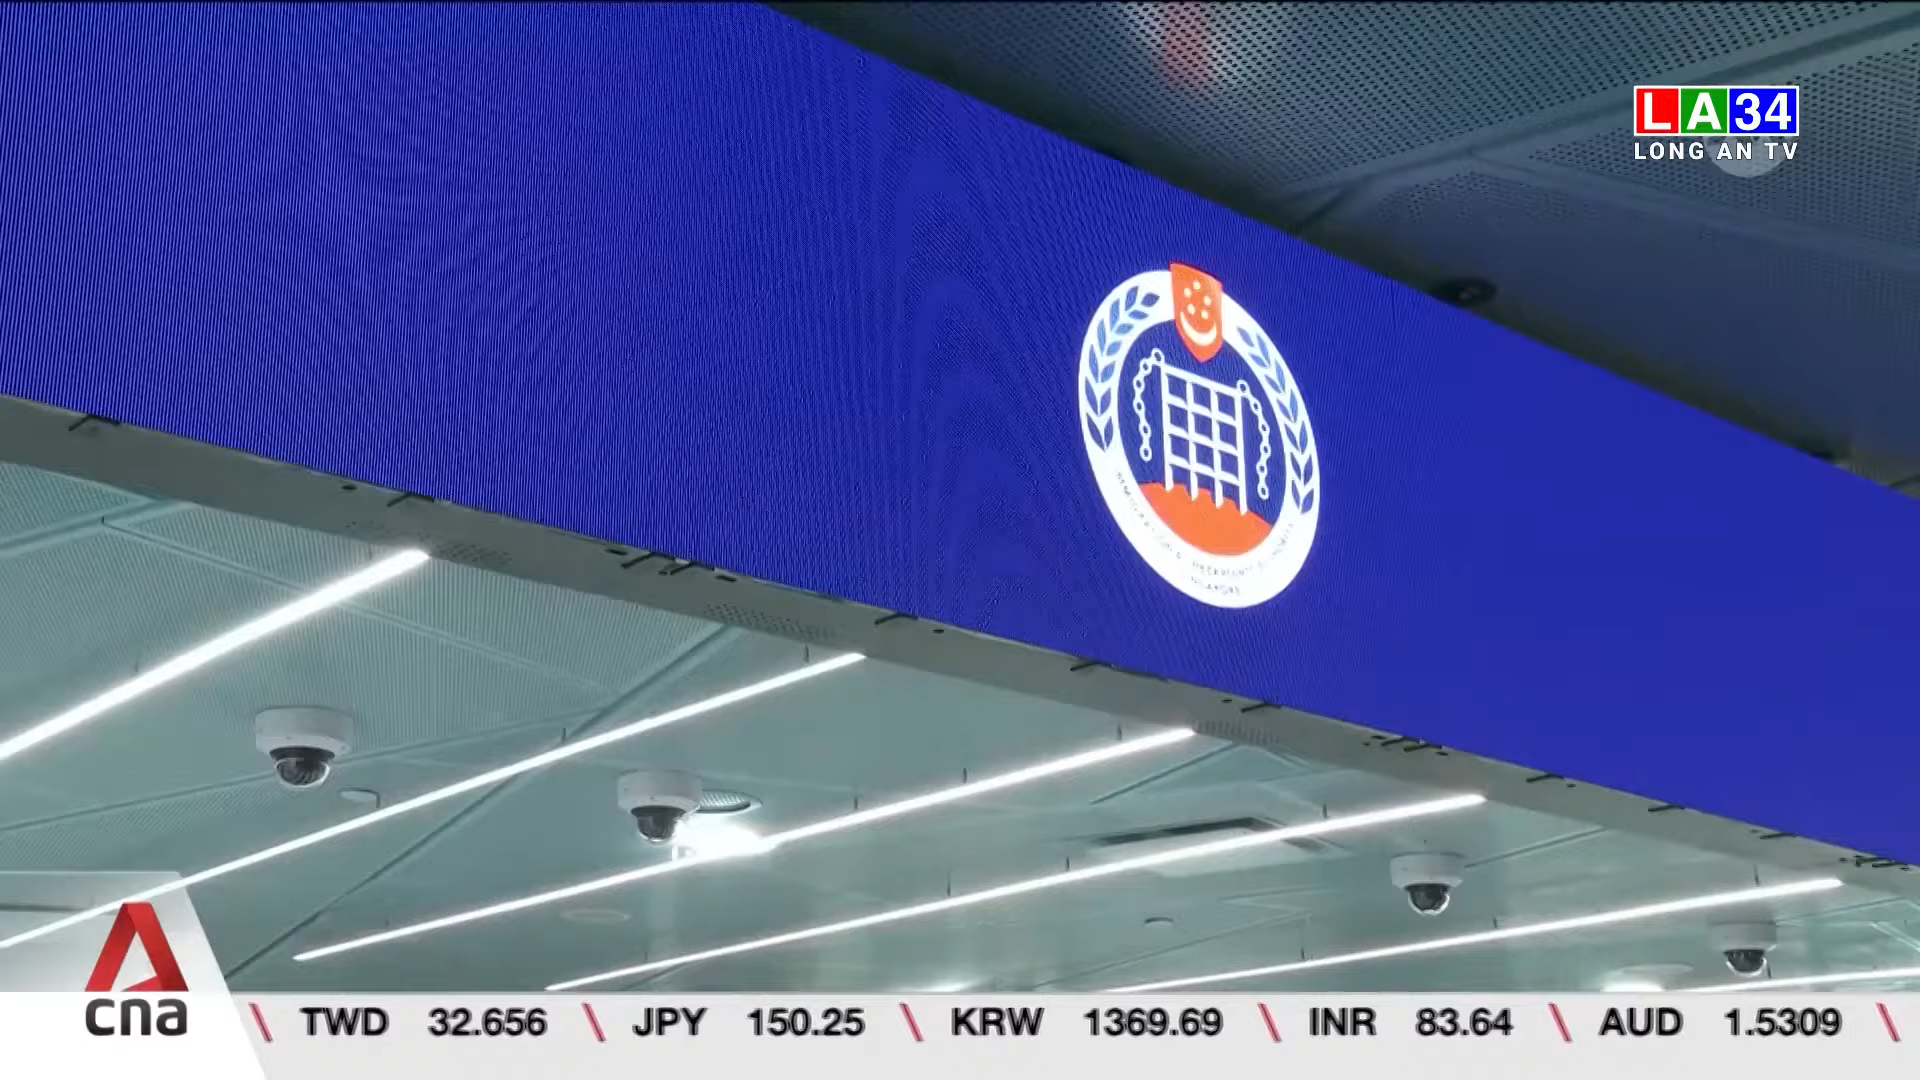 LA34
LONG AN TV
cna
TWD 32.656 JPY 150.25 KRW 1369.69 INR 83.64 AUD 1.5309